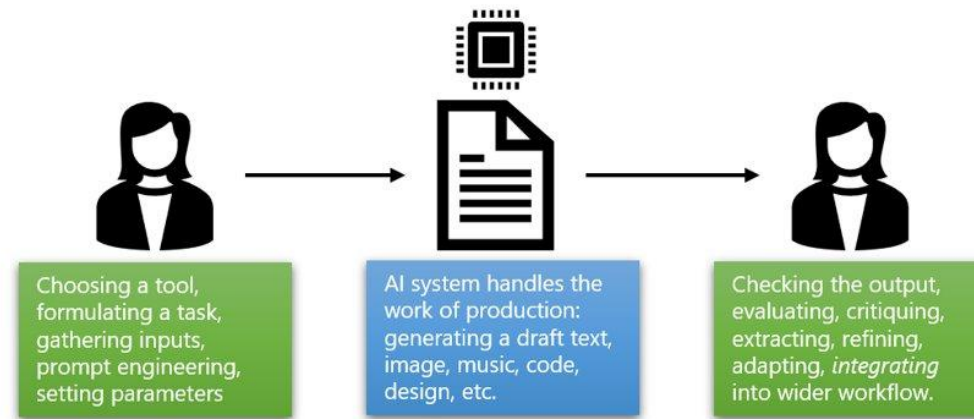 Choosing a tool,
formulating a task,
gathering inputs,
prompt engineering,
setting parameters
AI system handles the
work of production:
generating a draft text,
image, music, code,
design, etc.
Checking the output,
evaluating, critiquing,
extracting, refining,
adapting, integrating
into wider workflow.